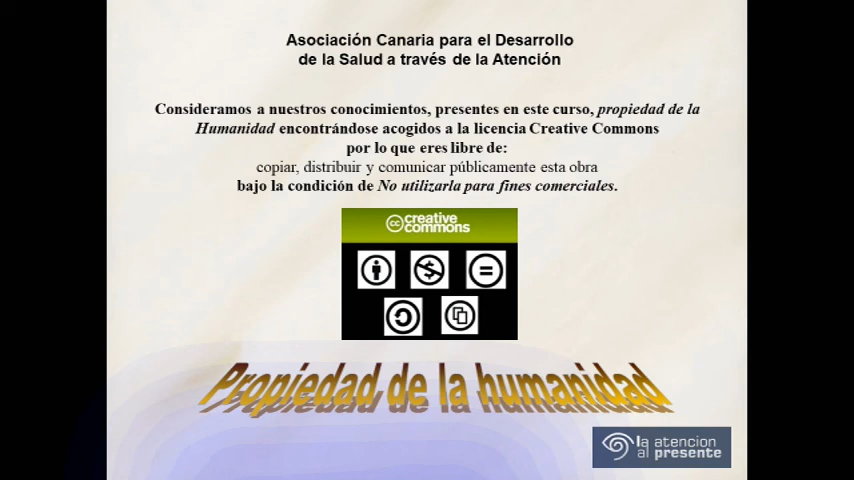 Asociación Canaria para el Desarrollo
de la Salud a través de la Atención
Consideramos a nuestros conocimientos, presentes en este curso, propiedad de la
Humanidad encontrándose acogidos a la licencia Creative Commons
por lo que eres libre de:
copiar, distribuir y comunicar públicamente esta obra
bajo la condición de No utilizarla para fines comerciales.
cc creative
commons
Propiedad de la humanidad
la atencion
al presente